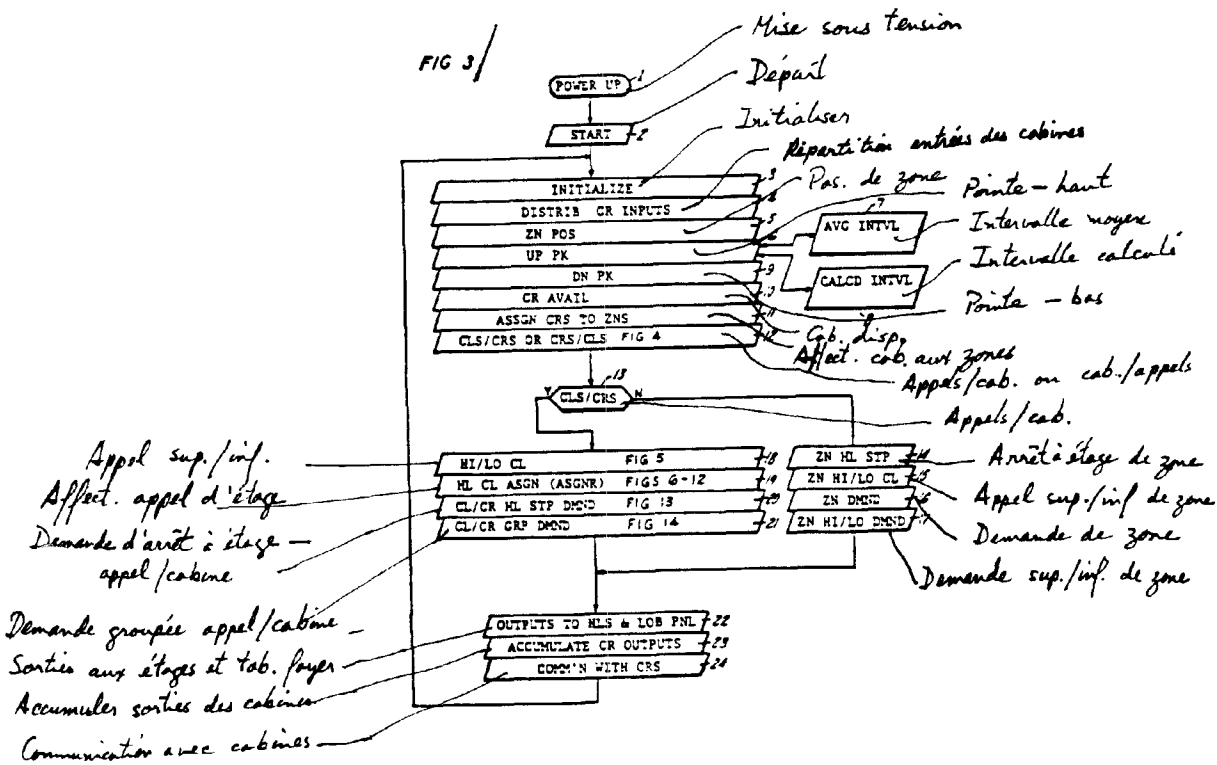 FIG 3/
Mise sous tension
POWER UP 1
Départ
START 2
Initialiser
Répartition entrées des cabines
INITIALIZE 3
Pos. de zone
DISTRIB CR INPUTS 4
Pointe - haut
ZN POS 5
AVG INTVL 7
Intervalle moyen
UP PK 6
Intervalle calculé
DN PK 9
CALCD INTVL
CR AVAIL 10
Pointe - bas
ASSGN CRS TO ZNS 11
Cab. disp.
CLS/CRS OR CRS/CLS FIG 4 12
Affect. cab. aux zones
Appels/cab. ou cab./appels
13
Y CLS/CRS N
Appels/cab.
Appel sup./inf.
HI/LO CL FIG 5 18
ZN HL STP 14
Arrêt à étage de zone
Affect. appel d'étage
HL CL ASGN (ASGNR) FIGS 6-12 19
ZN HI/LO CL 15
Appel sup./inf de zone
Demande d'arrêt à étage -
appel/cabine
CL/CR HL STP DMND FIG 13 20
ZN DMND 16
Demande de zone
CL/CR GRP DMND FIG 14 21
ZN HI/LO DMND 17
Demande sup./inf. de zone
Demande groupée appel/cabine
Sorties aux étages et tab. foyer
OUTPUTS TO HLS & LOB PNL 22
Accumuler sorties des cabines
ACCUMULATE CR OUTPUTS 23
Communication avec cabines
COMM'N WITH CRS 24